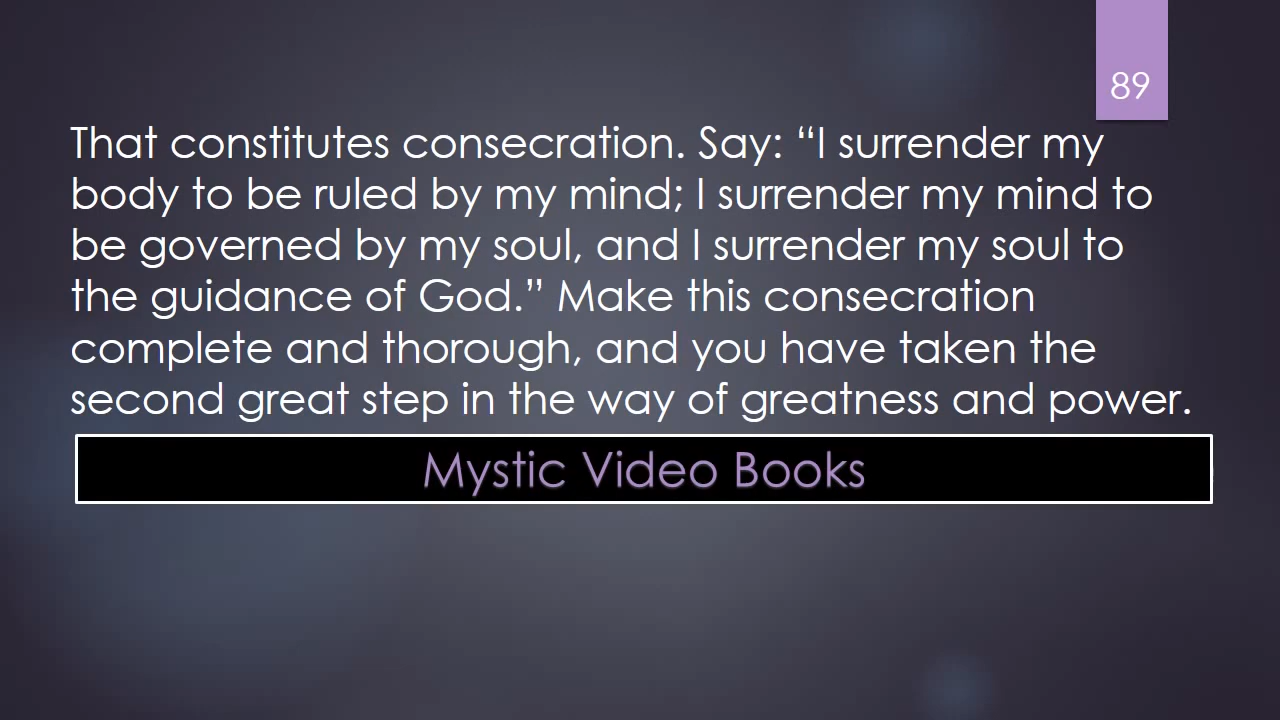 89
That constitutes consecration. Say: “I surrender my
body to be ruled by my mind; I surrender my mind to
be governed by my soul, and I surrender my soul to
the guidance of God.” Make this consecration
complete and thorough, and you have taken the
second great step in the way of greatness and power.
Mystic Video Books